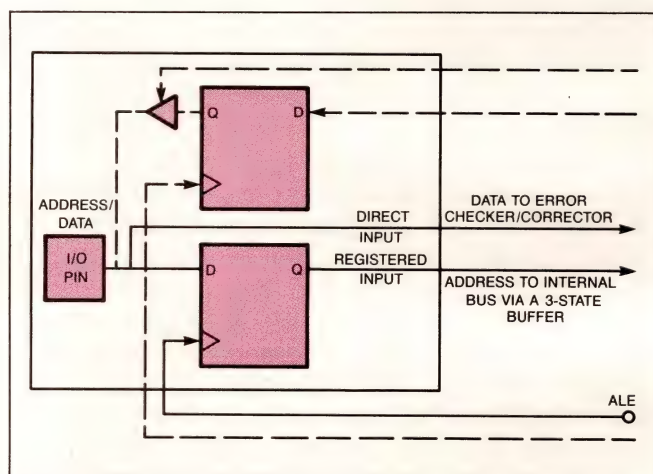 Q
D
ADDRESS/
DATA
I/O
PIN
DIRECT
INPUT
DATA TO ERROR
CHECKER/CORRECTOR
D
Q
REGISTERED
INPUT
ADDRESS TO INTERNAL
BUS VIA A 3-STATE
BUFFER
ALE